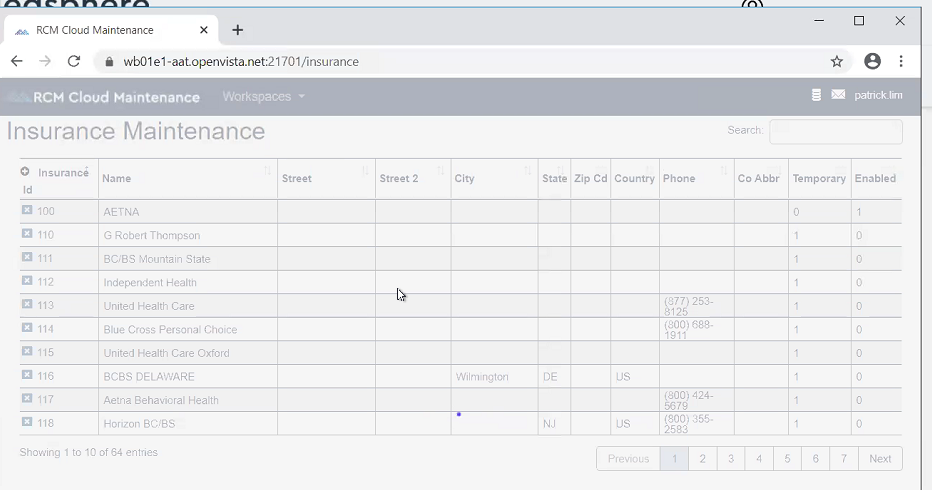 RCM Cloud Maintenance
wb01e1-aat.openvista.net:21701/insurance
RCM Cloud Maintenance Workspaces patrick.lim
Insurance Maintenance Search:
Insurance Id Name Street Street 2 City State Zip Cd Country Phone Co Abbr Temporary Enabled
100 AETNA 0 1
110 G Robert Thompson 1 0
111 BC/BS Mountain State 1 0
112 Independent Health 1 0
113 United Health Care (877) 253-8125 1 0
114 Blue Cross Personal Choice (800) 688-1911 1 0
115 United Health Care Oxford 1 0
116 BCBS DELAWARE Wilmington DE US 1 0
117 Aetna Behavioral Health (800) 424-5679 1 0
118 Horizon BC/BS NJ US (800) 355-2583 1 0
Showing 1 to 10 of 64 entries
Previous 1 2 3 4 5 6 7 Next